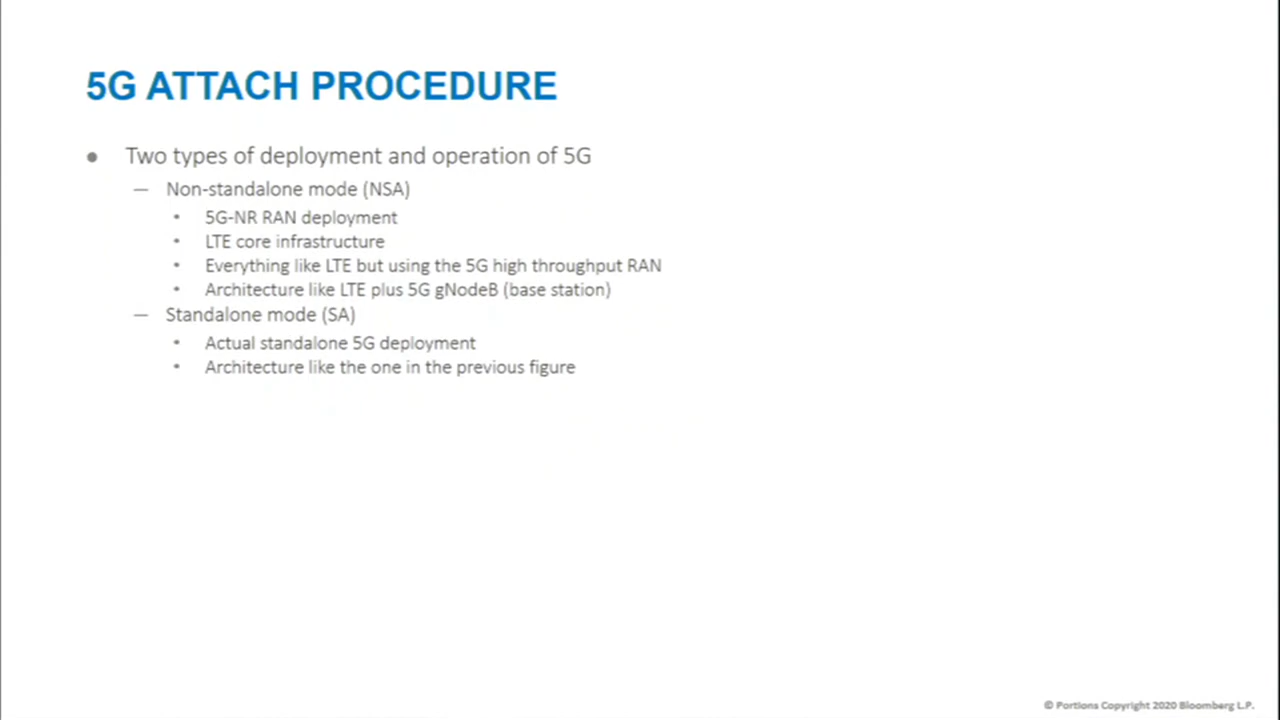 5G ATTACH PROCEDURE
● Two types of deployment and operation of 5G
— Non-standalone mode (NSA)
• 5G-NR RAN deployment
• LTE core infrastructure
• Everything like LTE but using the 5G high throughput RAN
• Architecture like LTE plus 5G gNodeB (base station)
— Standalone mode (SA)
• Actual standalone 5G deployment
• Architecture like the one in the previous figure
© Portions Copyright 2020 Bloomberg L.P.